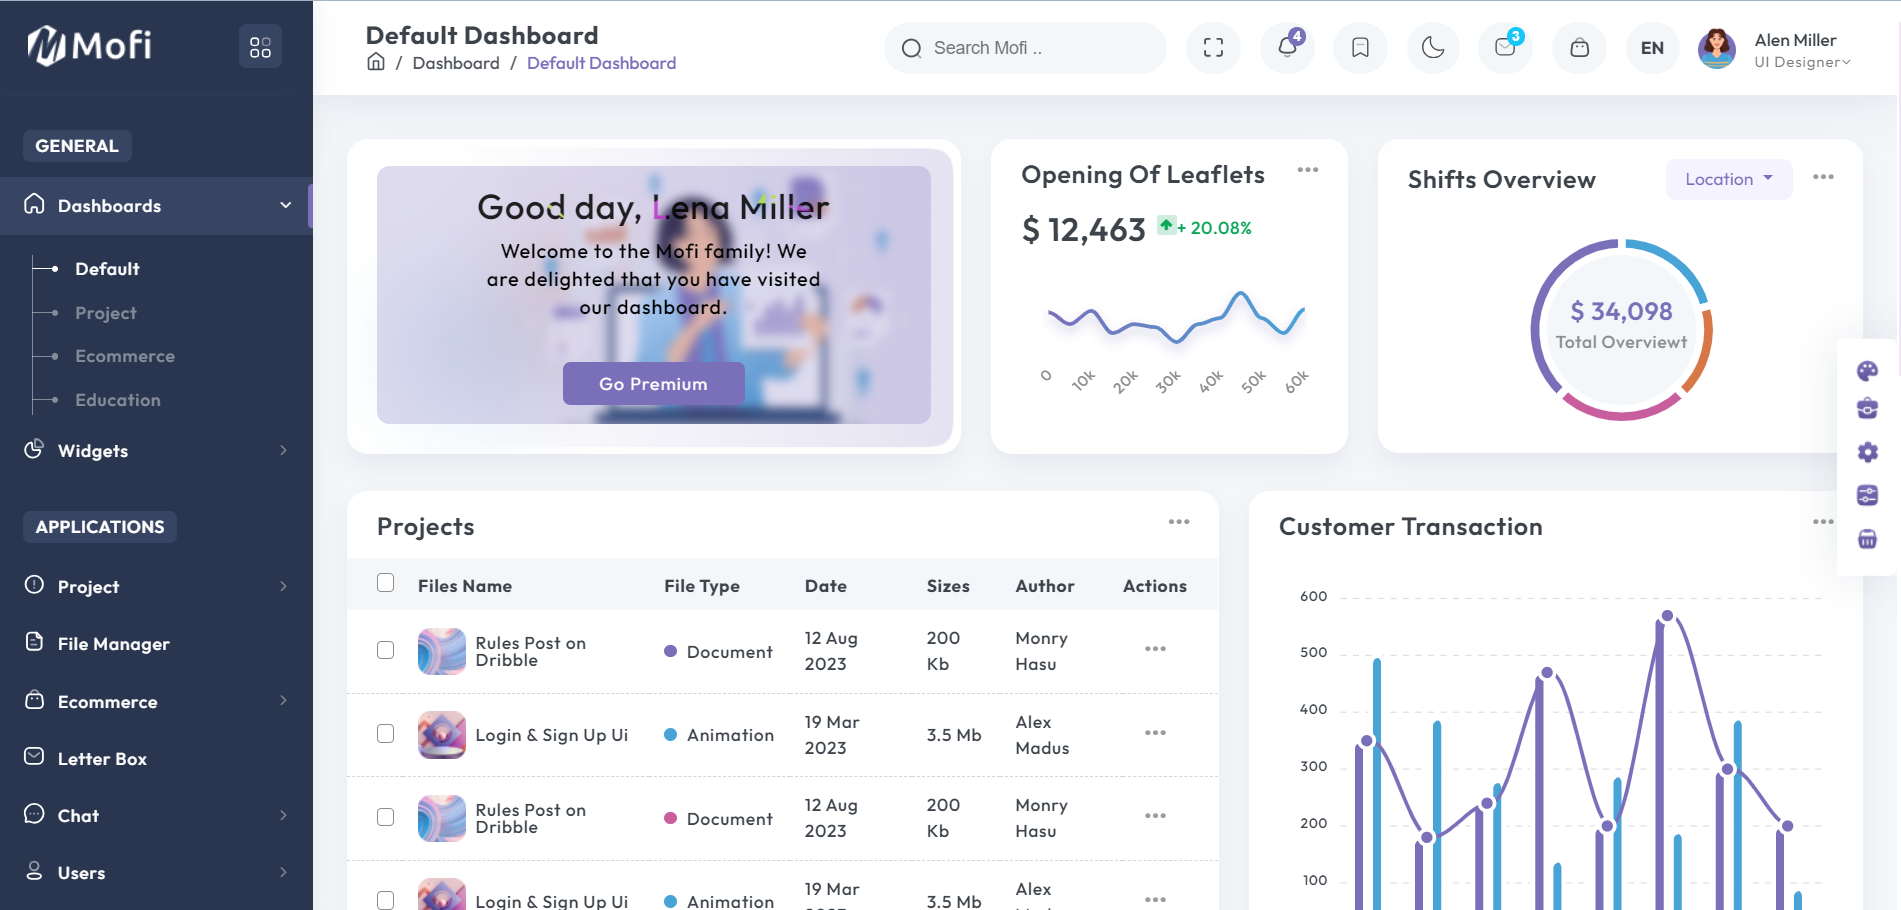 Mofi
GENERAL
Dashboards
Default
Project
Ecommerce
Education
Widgets
APPLICATIONS
Project
File Manager
Ecommerce
Letter Box
Chat
Users
Default Dashboard
/ Dashboard / Default Dashboard
Search Mofi ..
4
3
EN
Alen Miller
UI Designer
Good day, Lena Miller
Welcome to the Mofi family! We
are delighted that you have visited
our dashboard.
Go Premium
Opening Of Leaflets
$ 12,463 + 20.08%
0 10k 20k 30k 40k 50k 60k
Shifts Overview
Location
$ 34,098
Total Overviewt
Projects
Files Name File Type Date Sizes Author Actions
Rules Post on
Dribble
Document
12 Aug
2023
200
Kb
Monry
Hasu
Login & Sign Up Ui
Animation
19 Mar
2023
3.5 Mb
Alex
Madus
Rules Post on
Dribble
Document
12 Aug
2023
200
Kb
Monry
Hasu
Login & Sign Up Ui
Animation
19 Mar
3.5 Mb
Alex
Customer Transaction
600
500
400
300
200
100